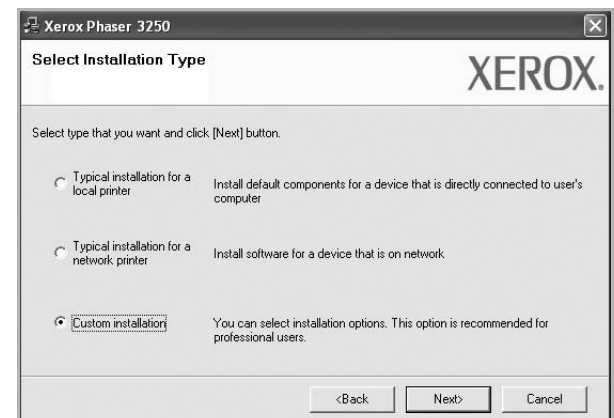 Xerox Phaser 3250
Select Installation Type
XEROX.
Select type that you want and click [Next] button.
Typical installation for a
local printer
Install default components for a device that is directly connected to user's
computer
Typical installation for a
network printer
Install software for a device that is on network
Custom installation
You can select installation options. This option is recommended for
professional users.
<Back
Next>
Cancel